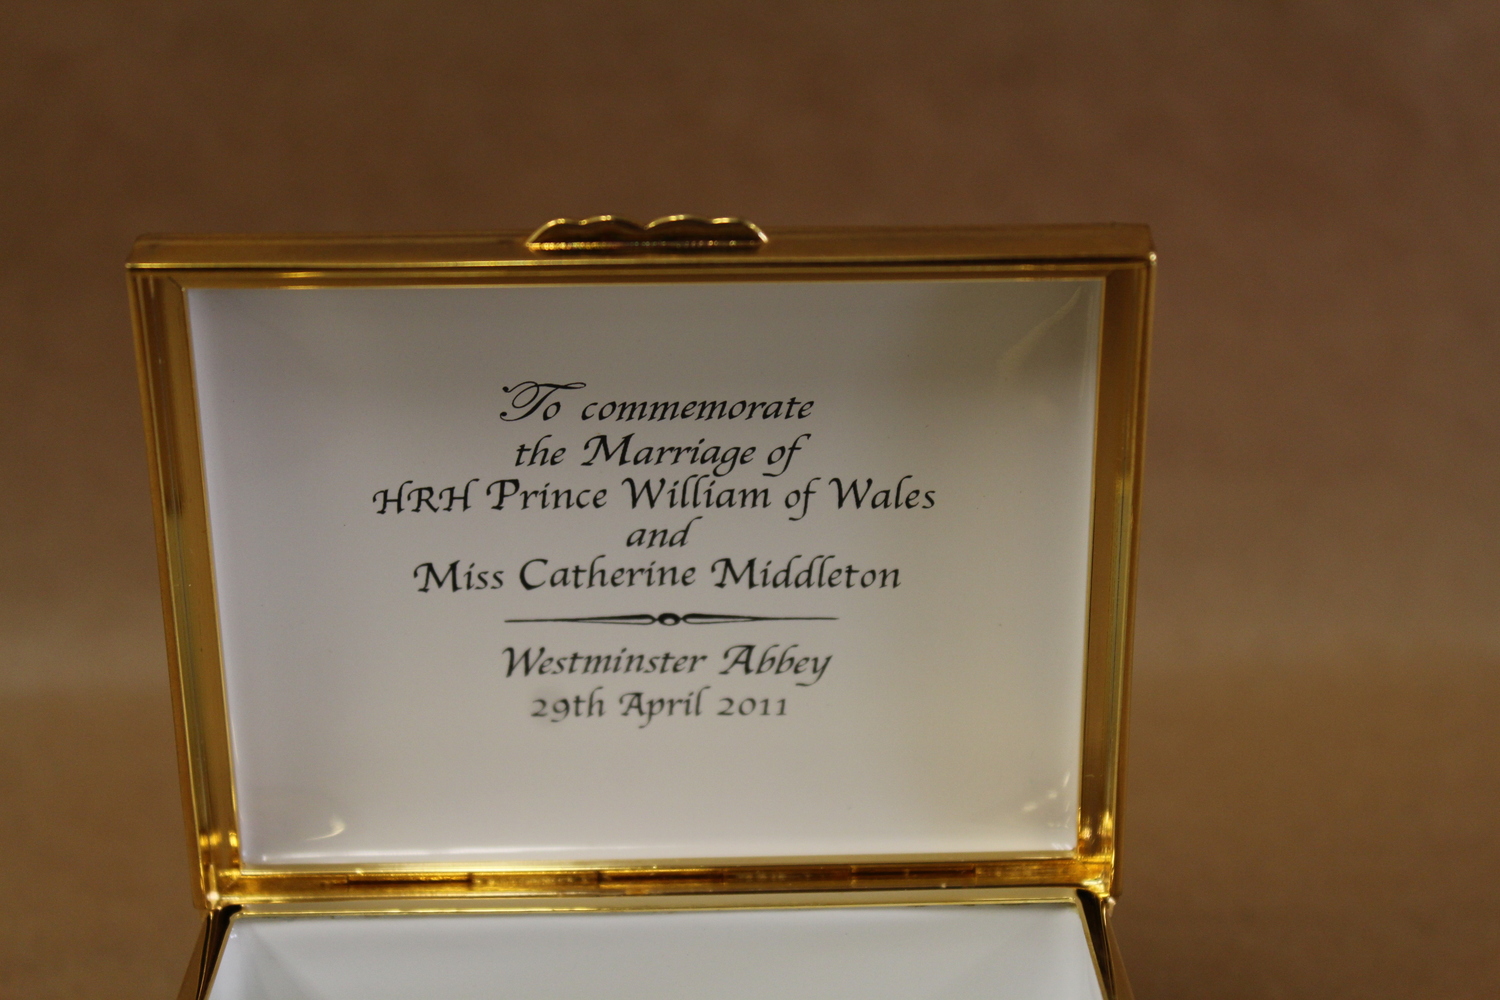 To commemorate
the Marriage of
HRH Prince William of Wales
and
Miss Catherine Middleton
Westminster Abbey
29th April 2011